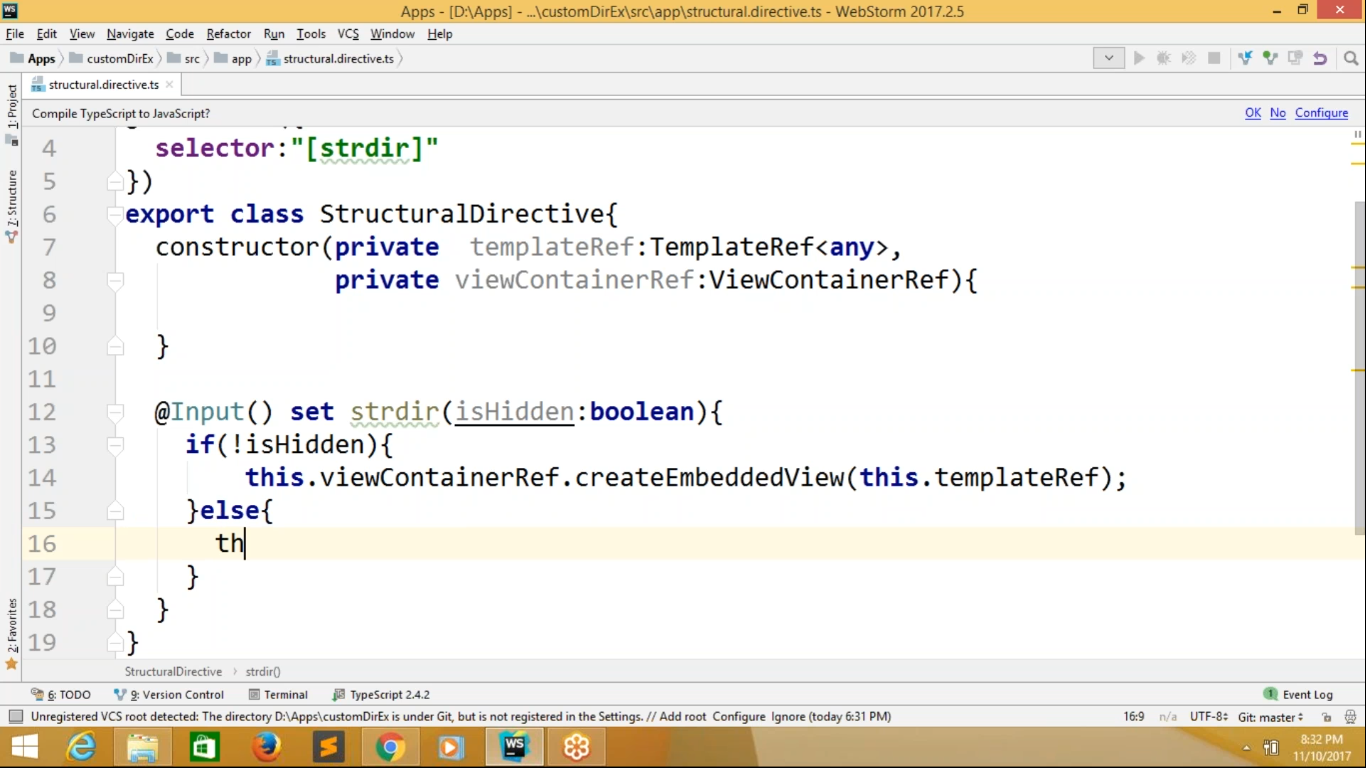 WS
Apps - [D:\Apps] - ...\customDirEx\src\app\structural.directive.ts - WebStorm 2017.2.5
File Edit View Navigate Code Refactor Run Tools VCS Window Help
Apps customDirEx src app structural.directive.ts
structural.directive.ts
Compile TypeScript to JavaScript? OK No Configure
1: Project
7: Structure
2: Favorites
4 selector:"[strdir]"
5 })
6 export class StructuralDirective{
7 constructor(private templateRef:TemplateRef<any>,
8 private viewContainerRef:ViewContainerRef){
9
10 }
11
12 @Input() set strdir(isHidden:boolean){
13 if(!isHidden){
14 this.viewContainerRef.createEmbeddedView(this.templateRef);
15 }else{
16 th
17 }
18 }
19 }
StructuralDirective strdir()
6: TODO 9: Version Control Terminal TypeScript 2.4.2 1 Event Log
Unregistered VCS root detected: The directory D:\Apps\customDirEx is under Git, but is not registered in the Settings. // Add root Configure Ignore (today 6:31 PM) 16:9 n/a UTF-8 Git: master
WS
8:32 PM
11/10/2017